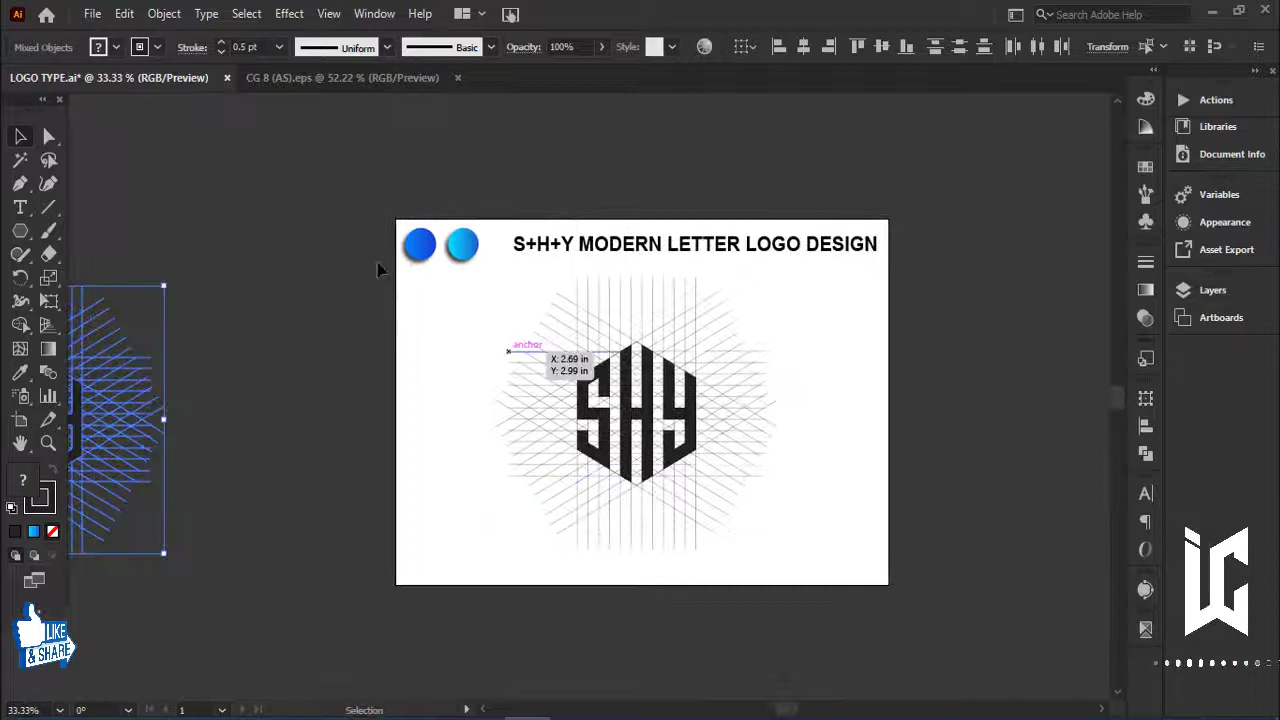 Ai File Edit Object Type Select Effect View Window Help Search Adobe Help
Mixed Objects ? Stroke: 0.5 pt Uniform Basic Opacity: 100% Style: Transform
LOGO TYPE.ai* @ 33.33 % (RGB/Preview) × CG 8 (AS).eps @ 52.22 % (RGB/Preview) ×
Actions
Libraries
Document Info
Variables
Appearance
Asset Export
Layers
Artboards
S+H+Y MODERN LETTER LOGO DESIGN
anchor
X: 2.69 in
Y: 2.99 in
SHY
?
LIKE
& SHARE
33.33% 0° 1 Selection